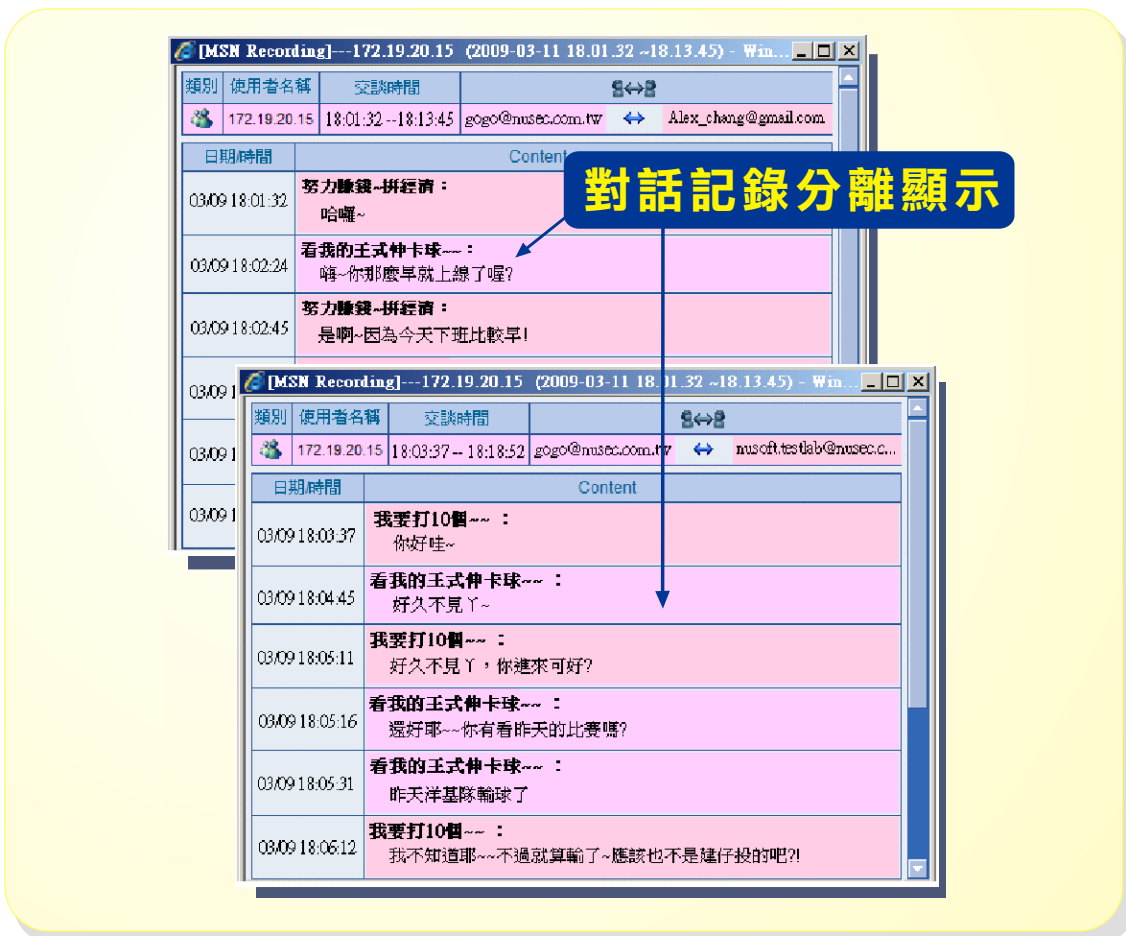 [MSN Recording]---172.19.20.15 (2009-03-11 18.01.32 ~18.13.45) - Win...
類別 使用者名稱 交談時間
172.19.20.15 18:01:32 --18:13:45 gogo@nusec.com.tw Alex_chang@gmail.com
日期/時間 Content
對話記錄分離顯示
03/09 18:01:32 努力賺錢~拼經濟：
哈囉~
03/09 18:02:24 看我的王式伸卡球~~：
嗨~你那麼早就上線了喔?
03/09 18:02:45 努力賺錢~拼經濟：
是啊~因為今天下班比較早!
03/09 1
03/09 1
03/09 1
[MSN Recording]---172.19.20.15 (2009-03-11 18.01.32 ~18.13.45) - Win...
類別 使用者名稱 交談時間
172.19.20.15 18:03:37 -- 18:18:52 gogo@nusec.com.tw nusoft.testlab@nusec.c...
日期/時間 Content
03/09 18:03:37 我要打10個~~ ：
你好哇~
03/09 18:04:45 看我的王式伸卡球~~ ：
好久不見ㄚ~
03/09 18:05:11 我要打10個~~ ：
好久不見ㄚ，你進來可好?
03/09 18:05:16 看我的王式伸卡球~~ ：
還好耶~~你有看昨天的比賽嗎?
03/09 18:05:31 看我的王式伸卡球~~ ：
昨天洋基隊輸球了
03/09 18:06:12 我要打10個~~ ：
我不知道耶~~不過就算輸了~應該也不是建仔投的吧?!